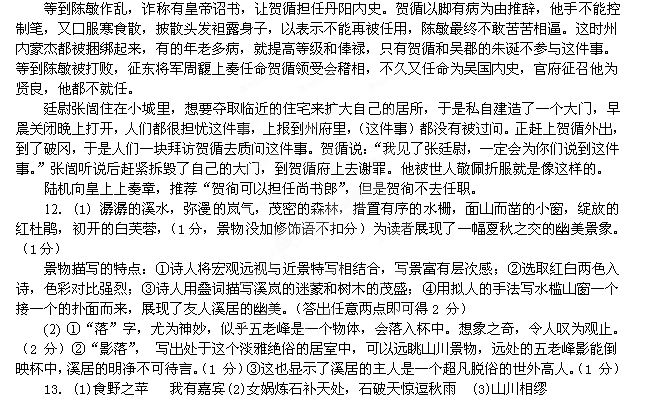 等到陈敏作乱，诈称有皇帝诏书，让贺循担任丹阳内史。贺循以脚有病为由推辞，他手不能控
制笔，又口服寒食散，披散头发袒露身子，以表示不能再被任用，陈敏最终不敢苦苦相逼。这时州
内蒙杰都被捆绑起来，有的年老多病，就提高等级和俸禄，只有贺循和吴郡的朱诞不参与这件事。
等到陈敏被打败，征东将军周馥上奏任命贺循领受会稽相，不久又任命为吴国内史，官府征召他为
贤良，他都不就任。
廷尉张闿住在小城里，想要夺取临近的住宅来扩大自己的居所，于是私自建造了一个大门，早
晨关闭晚上打开，人们都很担忧这件事，上报到州府里，（这件事）都没有被过问。正赶上贺循外出，
到了破冈，于是人们一块拜访贺循去质问这件事。贺循说：“我见了张廷尉，一定会为你们说到这件
事。”张闿听说后赶紧拆毁了自己的大门，到贺循府上去谢罪。他被世人敬佩折服就是像这样的。
陆机向皇上上奏章，推荐“贺徇可以担任尚书郎”，但是贺徇不去任职。
12. (1) 潺潺的溪水，弥漫的岚气，茂密的森林，措置有序的水栅，面山而凿的小窗，绽放的
红杜鹃，初开的白芙蓉，（1 分，景物没加修饰语不扣分）为读者展现了一幅夏秋之交的幽美景象。
（1分）
景物描写的特点：①诗人将宏观远视与近景特写相结合，写景富有层次感；②选取红白两色入
诗，色彩对比强烈；③诗人用叠词描写溪岚的迷蒙和树木的茂盛；④用拟人的手法写水槛山窗一个
接一个的扑面而来，展现了友人溪居的幽美。（答出任意两点即可得 2 分）
(2) ①“落”字，尤为神妙，似乎五老峰是一个物体，会落入杯中。想象之奇，令人叹为观止。
（2 分）②“影落”， 写出处于这个淡雅绝俗的居室中，可以远眺山川景物，远处的五老峰影能倒
映杯中，溪居的明净不可待言。（1 分）③这也显示了溪居的主人是一个超凡脱俗的世外高人。（1 分）
13. (1)食野之苹  我有嘉宾(2)女娲炼石补天处，石破天惊逗秋雨  (3)山川相缪